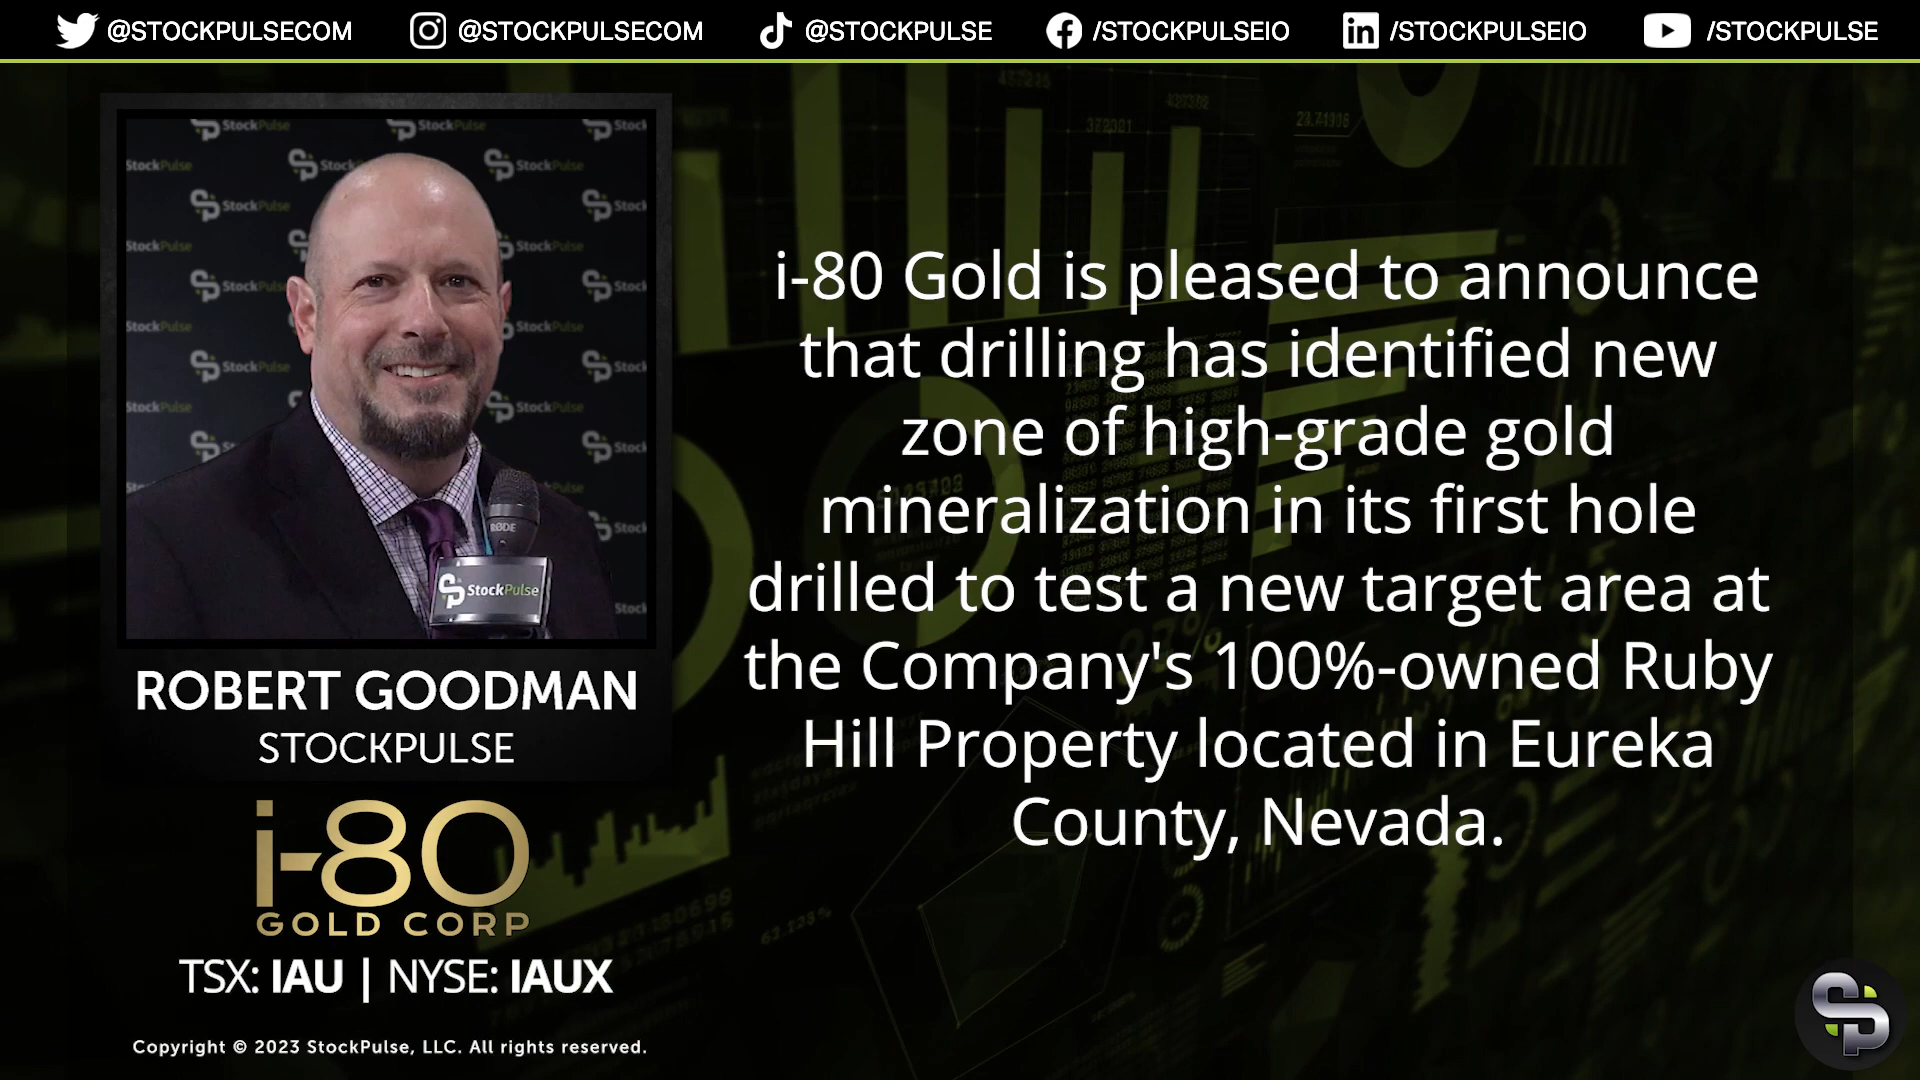 @STOCKPULSECOM @STOCKPULSECOM @STOCKPULSE /STOCKPULSEIO /STOCKPULSEIO /STOCKPULSE
StockPulse
RØDE
StockPulse
ROBERT GOODMAN
STOCKPULSE
i-80
GOLD CORP
TSX: IAU | NYSE: IAUX
Copyright © 2023 StockPulse, LLC. All rights reserved.
i-80 Gold is pleased to announce
that drilling has identified new
zone of high-grade gold
mineralization in its first hole
drilled to test a new target area at
the Company's 100%-owned Ruby
Hill Property located in Eureka
County, Nevada.